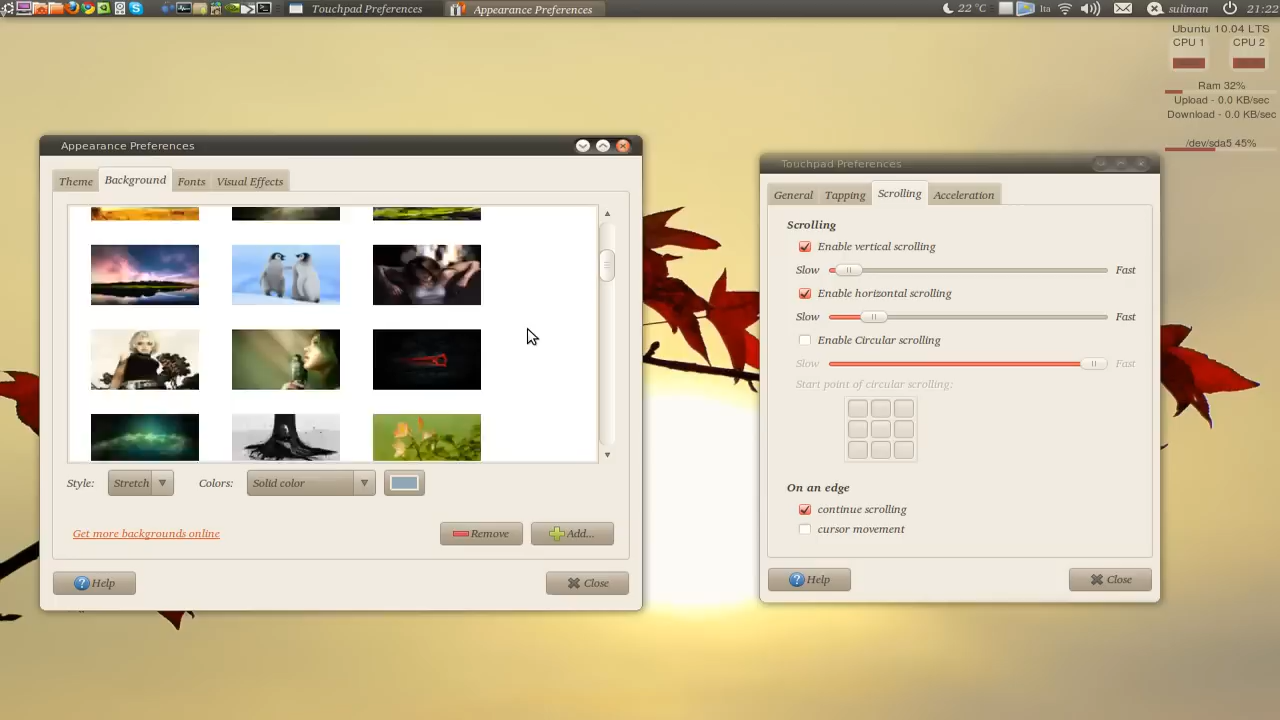 Touchpad Preferences
Appearance Preferences
22 °C
lta
suliman
21:22
Ubuntu 10.04 LTS
CPU 1 CPU 2
Ram 32%
Upload - 0.0 KB/sec
Download - 0.0 KB/sec
/dev/sda5 45%
Appearance Preferences
Theme Background Fonts Visual Effects
Style: Stretch Colors: Solid color
Get more backgrounds online Remove Add...
Help Close
Touchpad Preferences
General Tapping Scrolling Acceleration
Scrolling
Enable vertical scrolling
Slow Fast
Enable horizontal scrolling
Slow Fast
Enable Circular scrolling
Slow Fast
Start point of circular scrolling:
On an edge
continue scrolling
cursor movement
Help Close